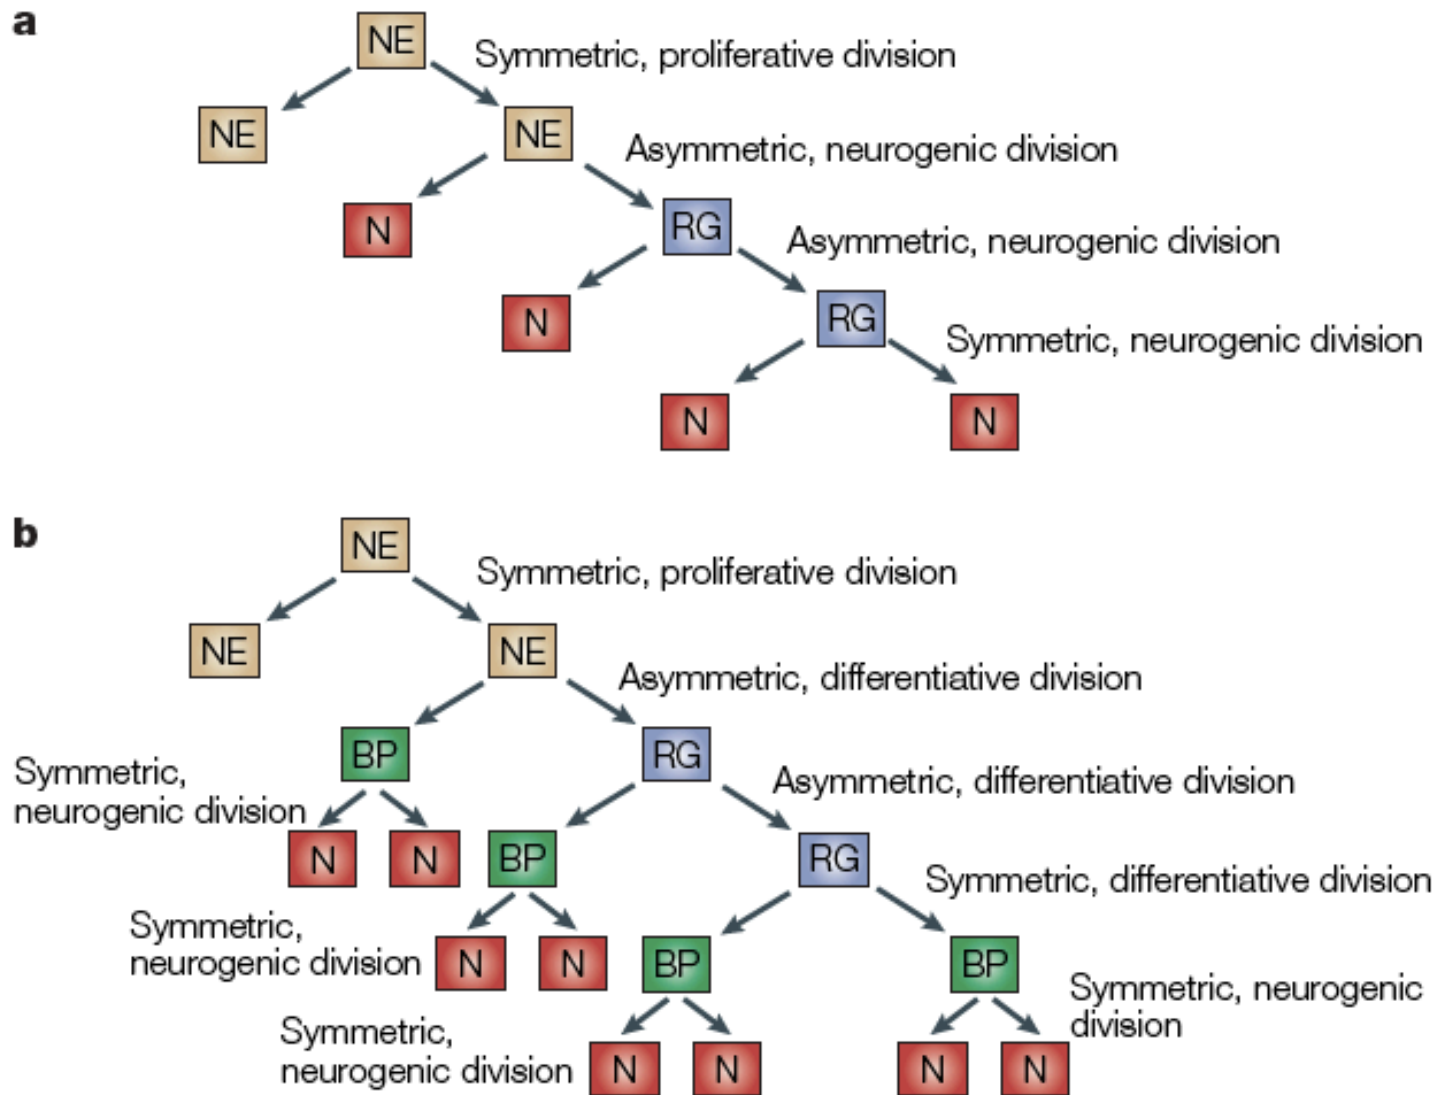 a
NE
Symmetric, proliferative division
NE
NE
Asymmetric, neurogenic division
N
RG
Asymmetric, neurogenic division
N
RG
Symmetric, neurogenic division
N
N
b
NE
Symmetric, proliferative division
NE
NE
Asymmetric, differentiative division
BP
RG
Symmetric,
neurogenic division
Asymmetric, differentiative division
N
N
BP
RG
Symmetric, differentiative division
Symmetric,
neurogenic division
N
N
BP
BP
Symmetric, neurogenic
division
Symmetric,
neurogenic division
N
N
N
N